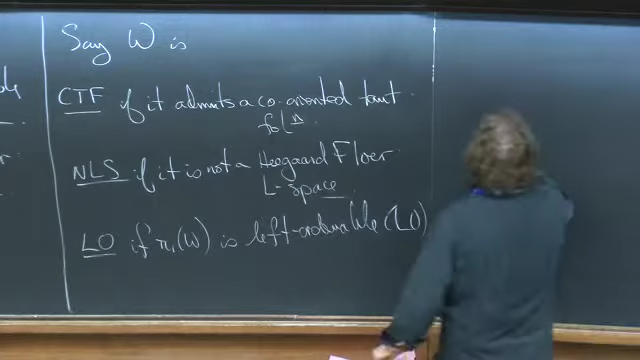 Say W is
CTF if it admits a co-oriented taut
fol n.
NLS if it is not a Heegaard Floer
L-space.
LO if π₁(W) is left-orderable (LO)